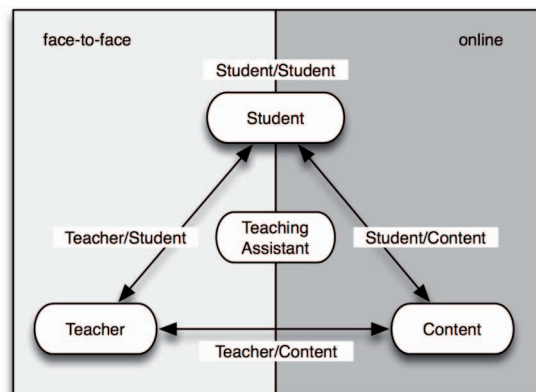 face-to-face
online
Student/Student
Student
Teacher/Student
Teaching
Assistant
Student/Content
Teacher
Content
Teacher/Content